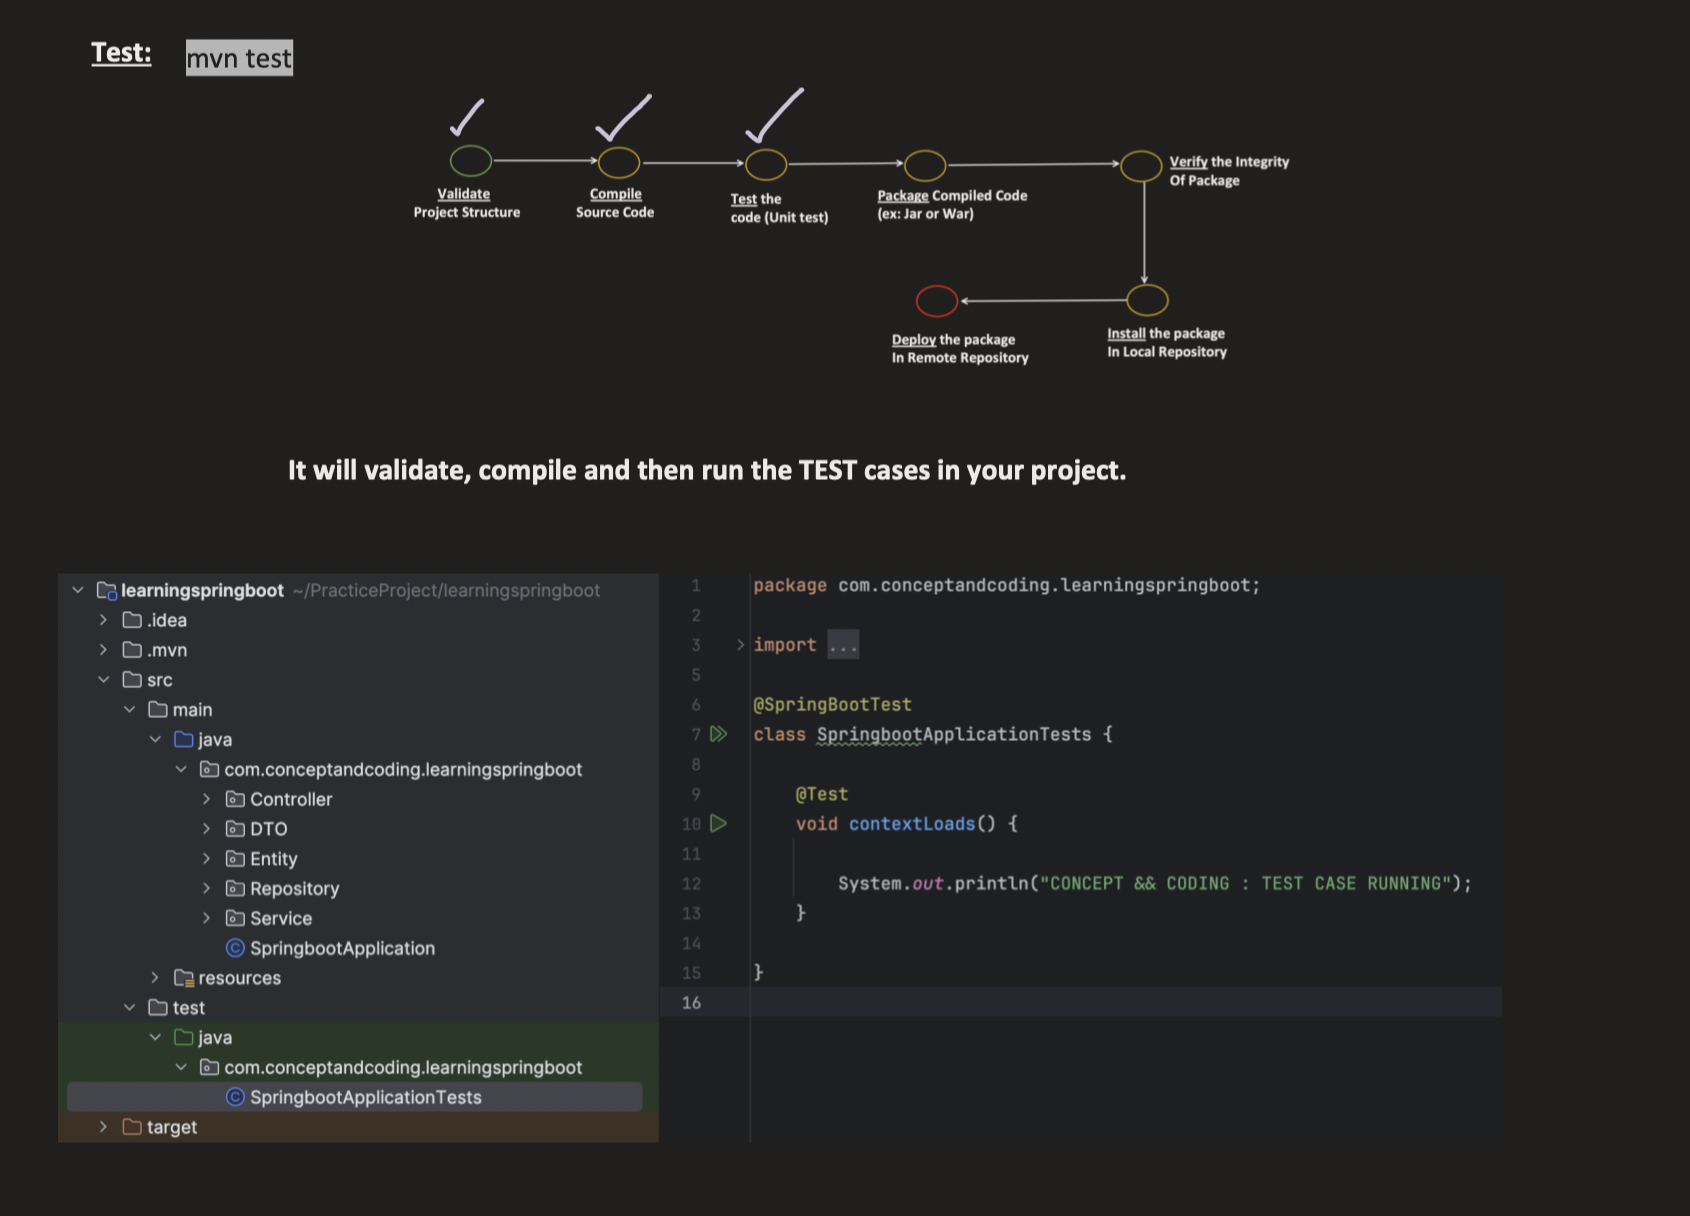 Test: mvn test
Validate
Project Structure
Compile
Source Code
Test the
code (Unit test)
Package Compiled Code
(ex: Jar or War)
Verify the Integrity
Of Package
Deploy the package
In Remote Repository
Install the package
In Local Repository
It will validate, compile and then run the TEST cases in your project.
learningspringboot ~/PracticeProject/learningspringboot
.idea
.mvn
src
main
java
com.conceptandcoding.learningspringboot
Controller
DTO
Entity
Repository
Service
SpringbootApplication
resources
test
java
com.conceptandcoding.learningspringboot
SpringbootApplicationTests
target
1 package com.conceptandcoding.learningspringboot;
2
3 import ...
5
6 @SpringBootTest
7 class SpringbootApplicationTests {
8
9 @Test
10 void contextLoads() {
11
12 System.out.println("CONCEPT && CODING : TEST CASE RUNNING");
13 }
14
15 }
16